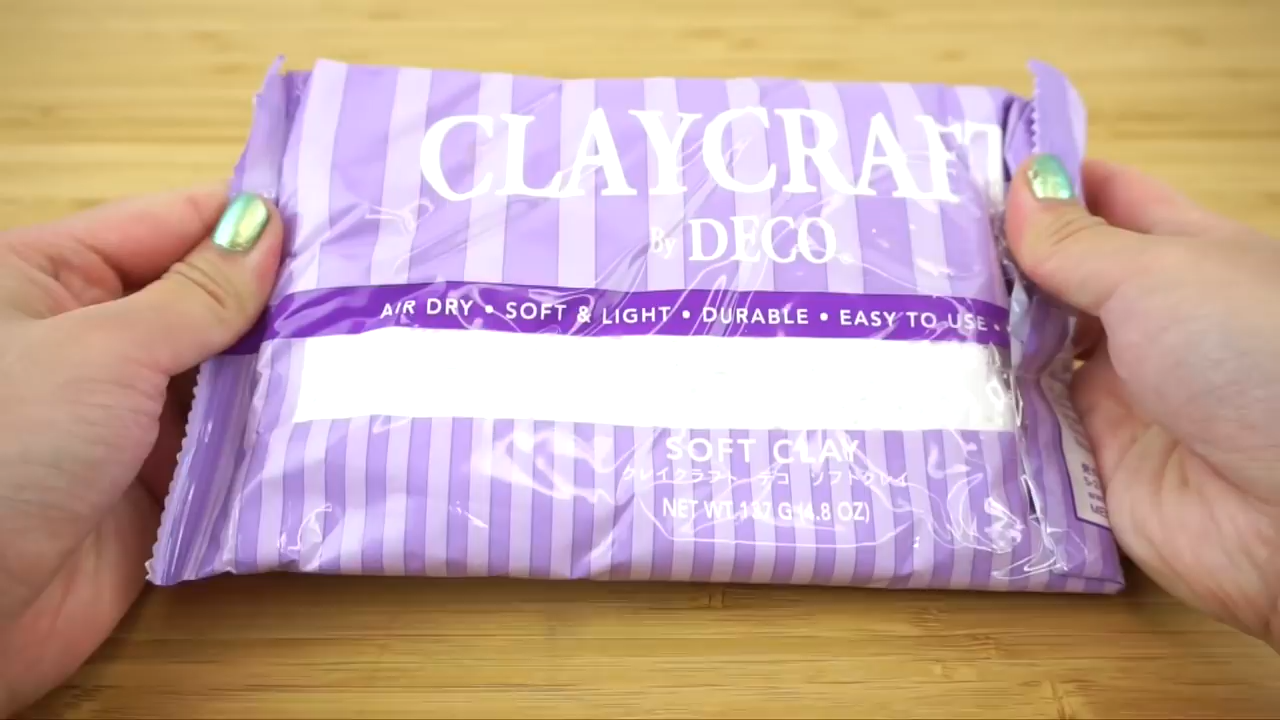 CLAYCRAFT
By DECO
AIR DRY • SOFT & LIGHT • DURABLE • EASY TO USE •
SOFT CLAY
クレイクラフト デコ ソフトクレイ
NET WT.137 G (4.8 OZ)